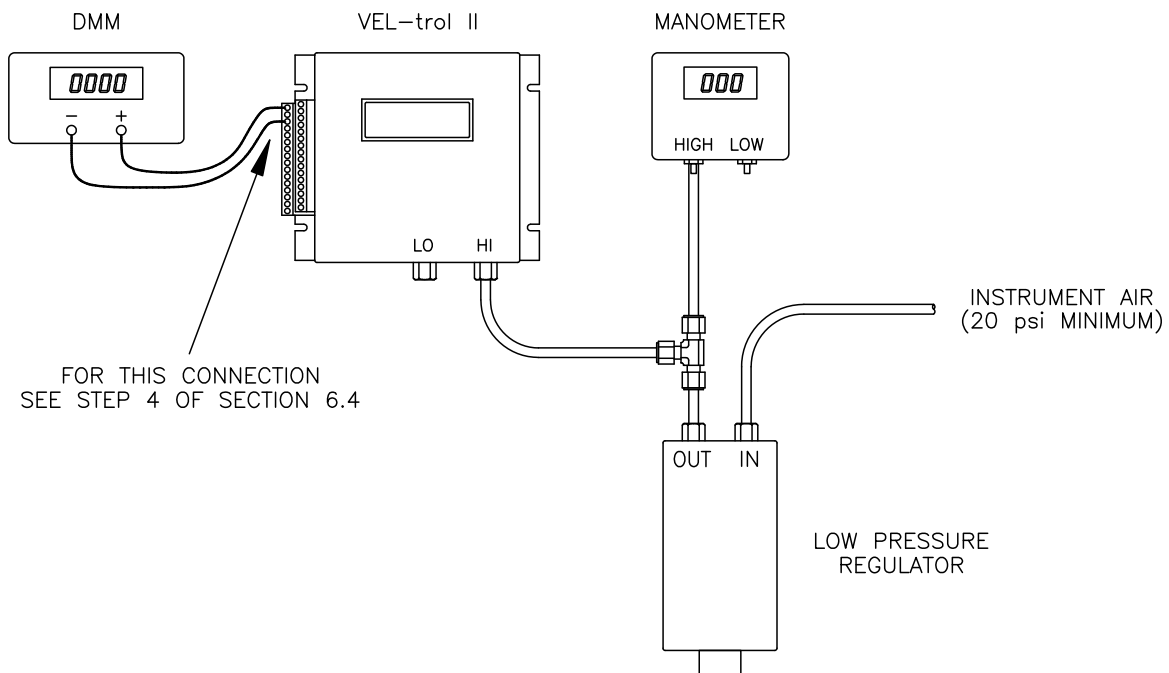 DMM
VEL-trol II
MANOMETER
0000
000
- +
HIGH LOW
LO HI
INSTRUMENT AIR
(20 psi MINIMUM)
FOR THIS CONNECTION
SEE STEP 4 OF SECTION 6.4
OUT IN
LOW PRESSURE
REGULATOR